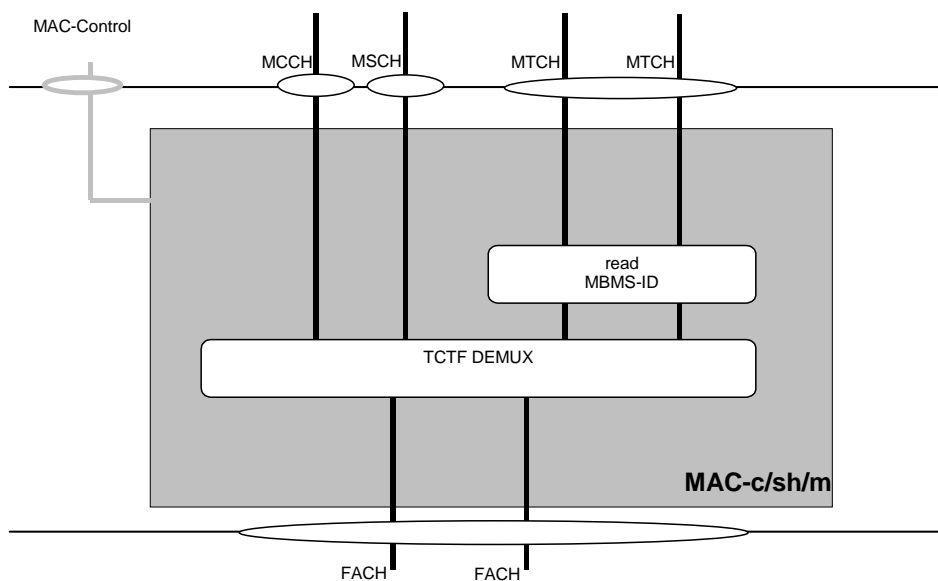 MAC-Control
MCCH
MSCH
MTCH
MTCH
read
MBMS-ID
TCTF DEMUX
MAC-c/sh/m
FACH
FACH